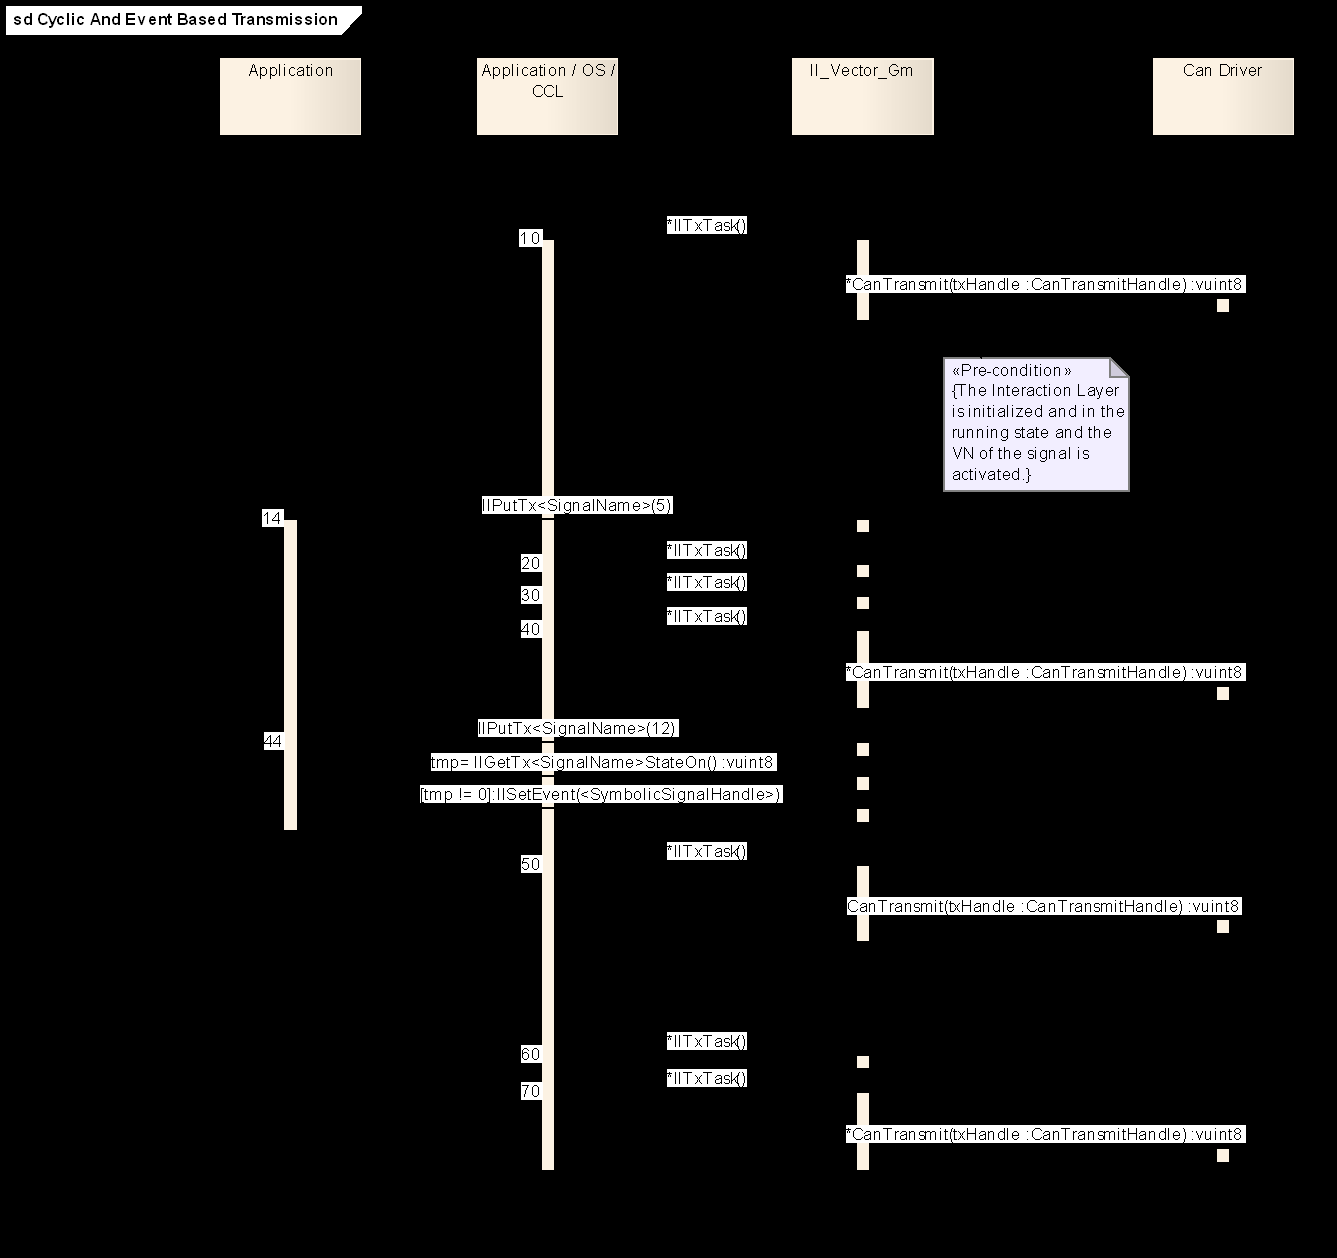 sd Cyclic And Event Based Transmission
Application
Application / OS /
CCL
Il_Vector_Gm
Can Driver
*IlTxTask()
10
*CanTransmit(txHandle :CanTransmitHandle) :vuint8
«Pre-condition»
{The Interaction Layer
is initialized and in the
running state and the
VN of the signal is
activated.}
IlPutTx<SignalName>(5)
14
*IlTxTask()
20
*IlTxTask()
30
*IlTxTask()
40
*CanTransmit(txHandle :CanTransmitHandle) :vuint8
IlPutTx<SignalName>(12)
44
tmp= IlGetTx<SignalName>StateOn() :vuint8
[tmp != 0]:IlSetEvent(<SymbolicSignalHandle>)
*IlTxTask()
50
CanTransmit(txHandle :CanTransmitHandle) :vuint8
*IlTxTask()
60
*IlTxTask()
70
*CanTransmit(txHandle :CanTransmitHandle) :vuint8